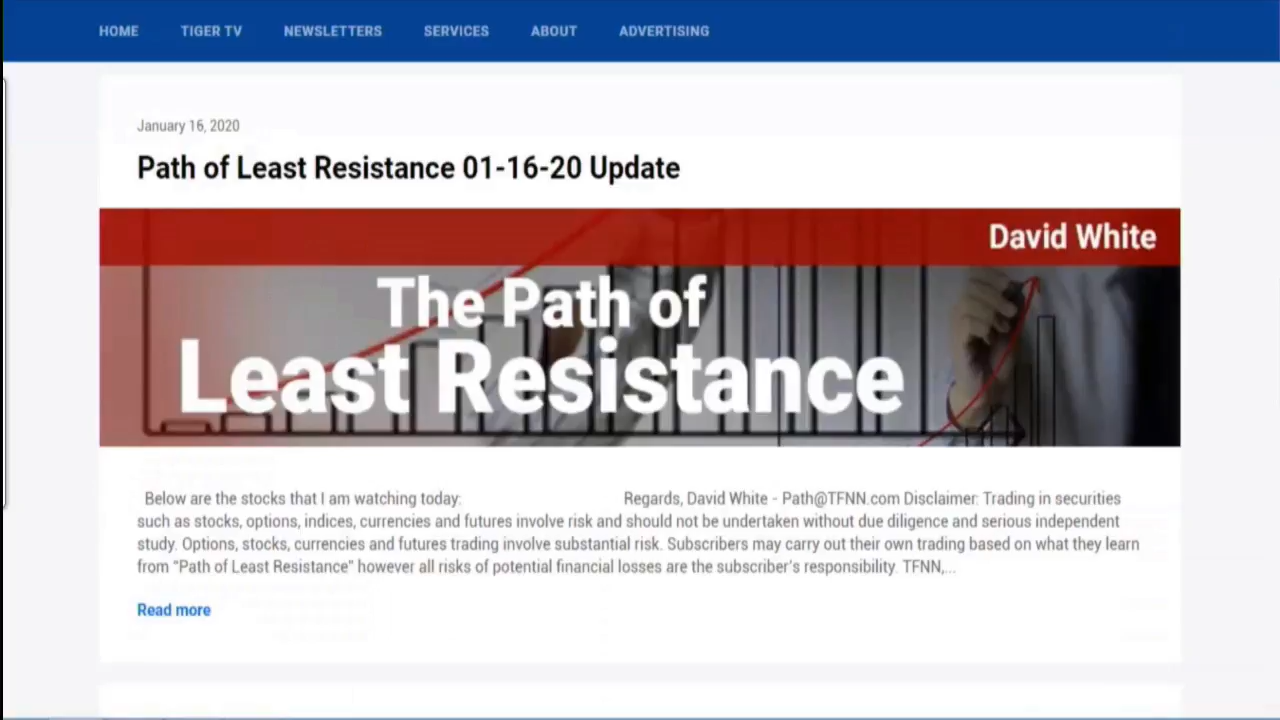 HOME TIGER TV NEWSLETTERS SERVICES ABOUT ADVERTISING
January 16, 2020
Path of Least Resistance 01-16-20 Update
David White
The Path of
Least Resistance
Below are the stocks that I am watching today: Regards, David White - Path@TFNN.com Disclaimer: Trading in securities
such as stocks, options, indices, currencies and futures involve risk and should not be undertaken without due diligence and serious independent
study. Options, stocks, currencies and futures trading involve substantial risk. Subscribers may carry out their own trading based on what they learn
from “Path of Least Resistance” however all risks of potential financial losses are the subscriber’s responsibility. TFNN,...
Read more